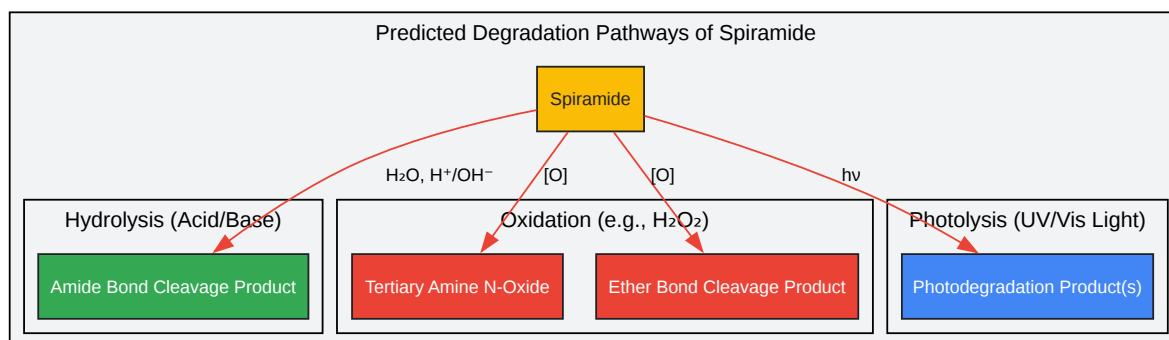 Predicted Degradation Pathways of Spiramide
Spiramide
H₂O, H⁺/OH⁻
[O]
[O]
hν
Hydrolysis (Acid/Base)
Oxidation (e.g., H₂O₂)
Photolysis (UV/Vis Light)
Amide Bond Cleavage Product
Tertiary Amine N-Oxide
Ether Bond Cleavage Product
Photodegradation Product(s)